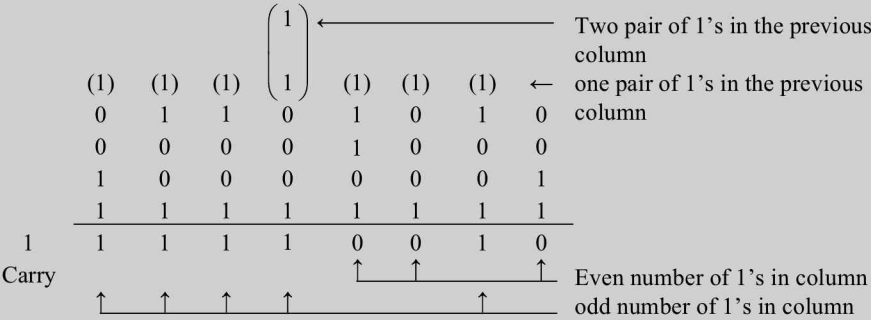 1 Two pair of 1's in the previous
column
(1) (1) (1) 1 (1) (1) (1) ← one pair of 1's in the previous
0 1 1 0 1 0 1 0 column
0 0 0 0 1 0 0 0
1 0 0 0 0 0 0 1
1 1 1 1 1 1 1 1
1 1 1 1 1 0 0 1 0
Carry
Even number of 1's in column
odd number of 1's in column